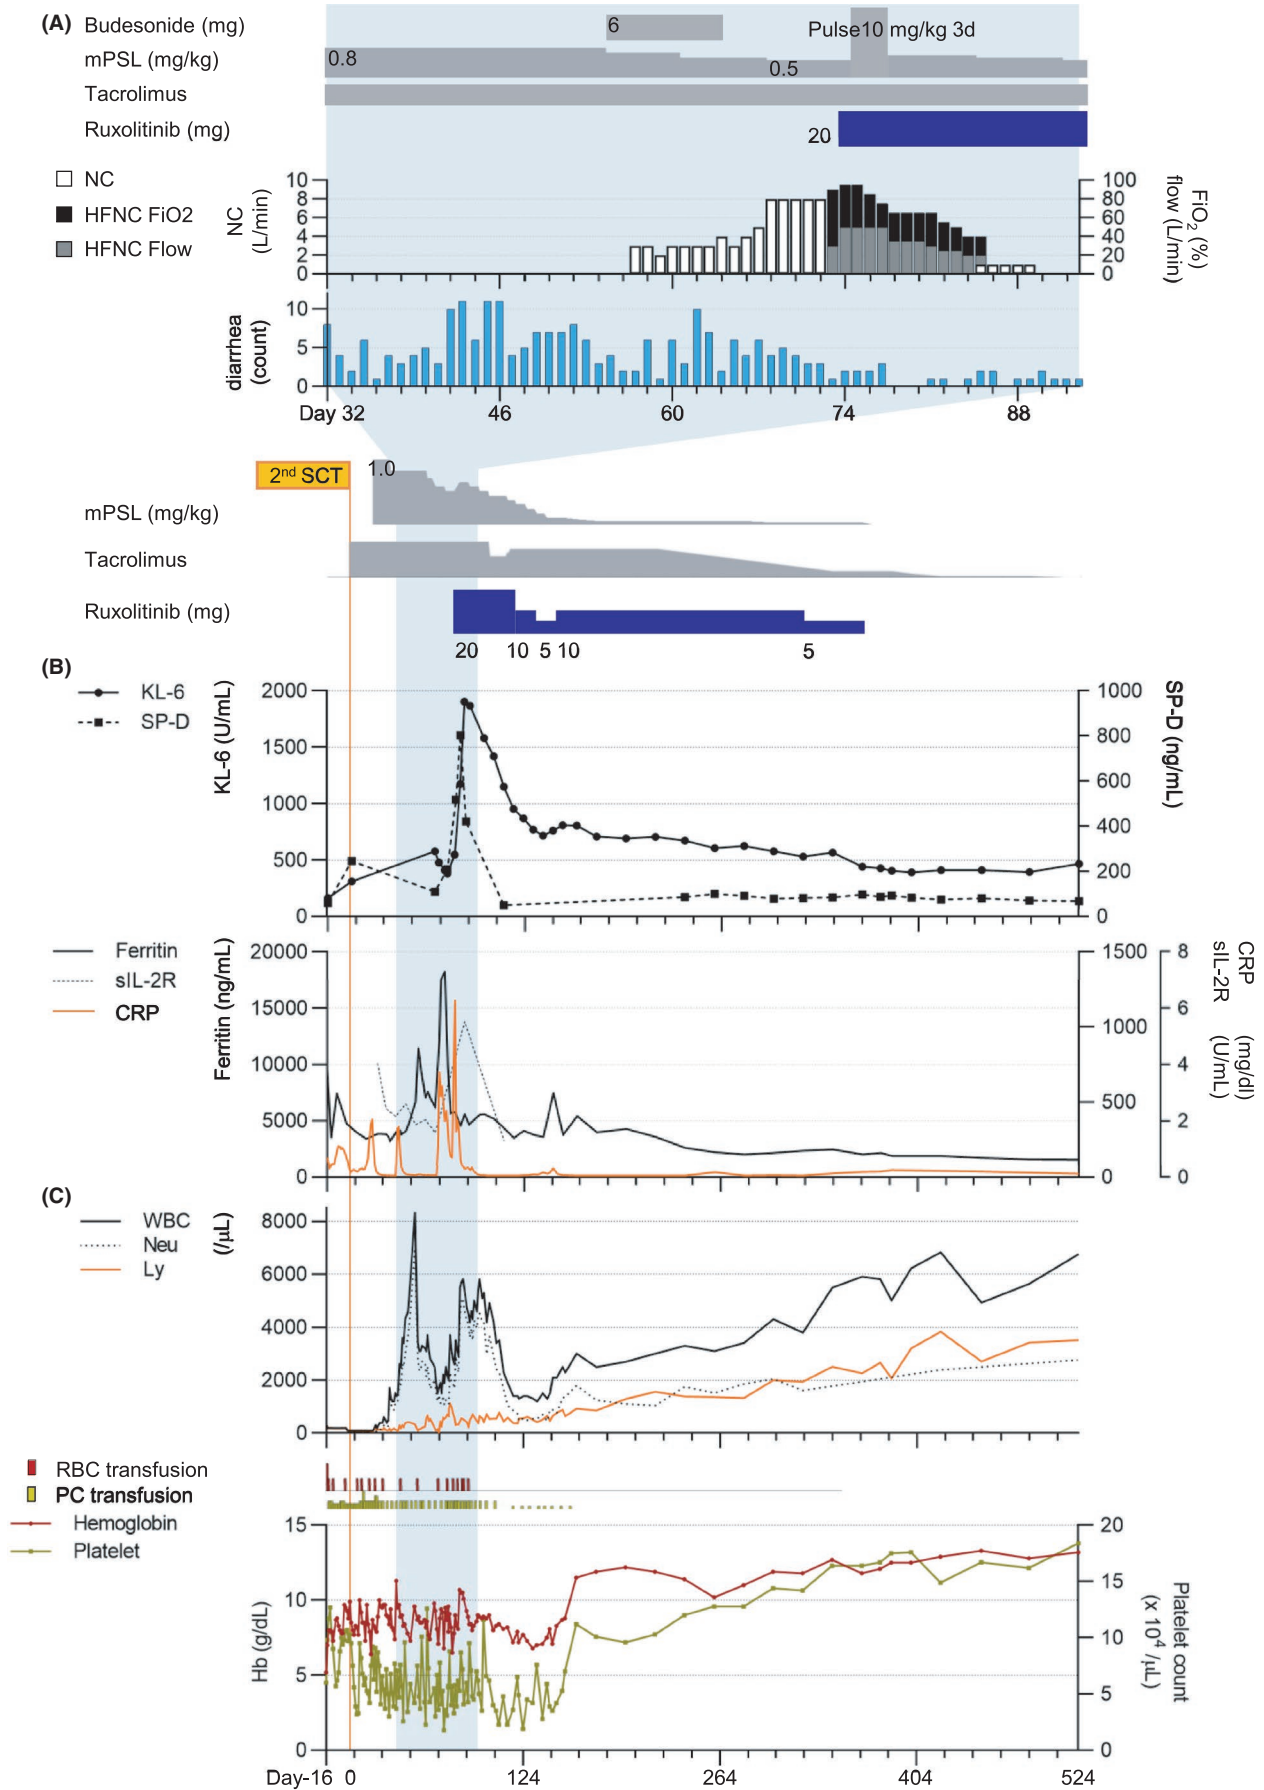 (A)
Budesonide (mg)
6
Pulse10 mg/kg 3d
mPSL (mg/kg)
0.8
0.5
Tacrolimus
Ruxolitinib (mg)
20
NC
HFNC FiO2
HFNC Flow
NC
(L/min)
10
8
6
4
2
0
100
80
60
40
20
0
FiO2 (%)
flow (L/min)
diarrhea
(count)
10
5
0
Day 32
46
60
74
88
2nd SCT
1.0
mPSL (mg/kg)
Tacrolimus
Ruxolitinib (mg)
20
10
5
10
5
(B)
KL-6
SP-D
KL-6 (U/mL)
2000
1500
1000
500
0
1000
800
600
400
200
0
SP-D (ng/mL)
Ferritin
sIL-2R
CRP
Ferritin (ng/mL)
20000
15000
10000
5000
0
1500
1000
500
0
8
6
4
2
0
CRP (mg/dl)
sIL-2R (U/mL)
(C)
WBC
Neu
Ly
(/μL)
8000
6000
4000
2000
0
RBC transfusion
PC transfusion
Hemoglobin
Platelet
Hb (g/dL)
15
10
5
0
20
15
10
5
0
Platelet count
(x 10⁴ /μL)
Day-16
0
124
264
404
524